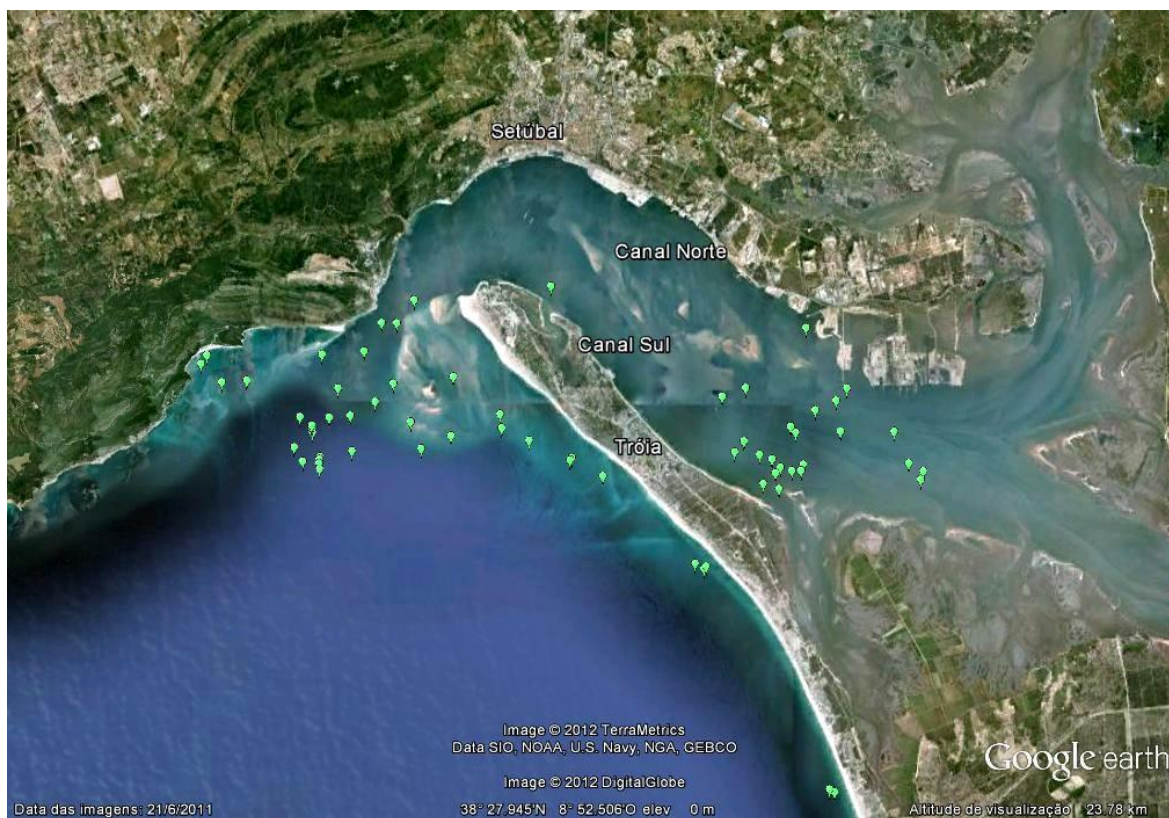 Setúbal
Canal Norte
Canal Sul
Tróia
Image © 2012 TerraMetrics
Data SIO, NOAA, U.S. Navy, NGA, GEBCO
Image © 2012 DigitalGlobe
Google earth
Data das imagens: 21/6/2011 38° 27.945'N 8° 52.506'O elev 0 m Altitude de visualização 23.78 km